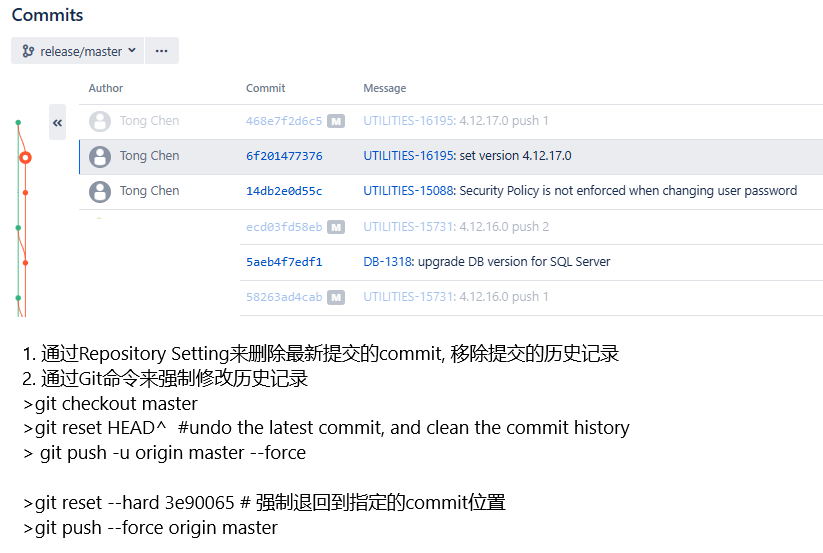 Commits
release/master ...
Author Commit Message
« Tong Chen 468e7f2d6c5 M UTILITIES-16195: 4.12.17.0 push 1
Tong Chen 6f201477376 UTILITIES-16195: set version 4.12.17.0
Tong Chen 14db2e0d55c UTILITIES-15088: Security Policy is not enforced when changing user password
ecd03fd58eb M UTILITIES-15731: 4.12.16.0 push 2
5aeb4f7edf1 DB-1318: upgrade DB version for SQL Server
58263ad4cab M UTILITIES-15731: 4.12.16.0 push 1
1. 通过Repository Setting来删除最新提交的commit, 移除提交的历史记录
2. 通过Git命令来强制修改历史记录
>git checkout master
>git reset HEAD^ #undo the latest commit, and clean the commit history
> git push -u origin master --force
>git reset --hard 3e90065 # 强制退回到指定的commit位置
>git push --force origin master